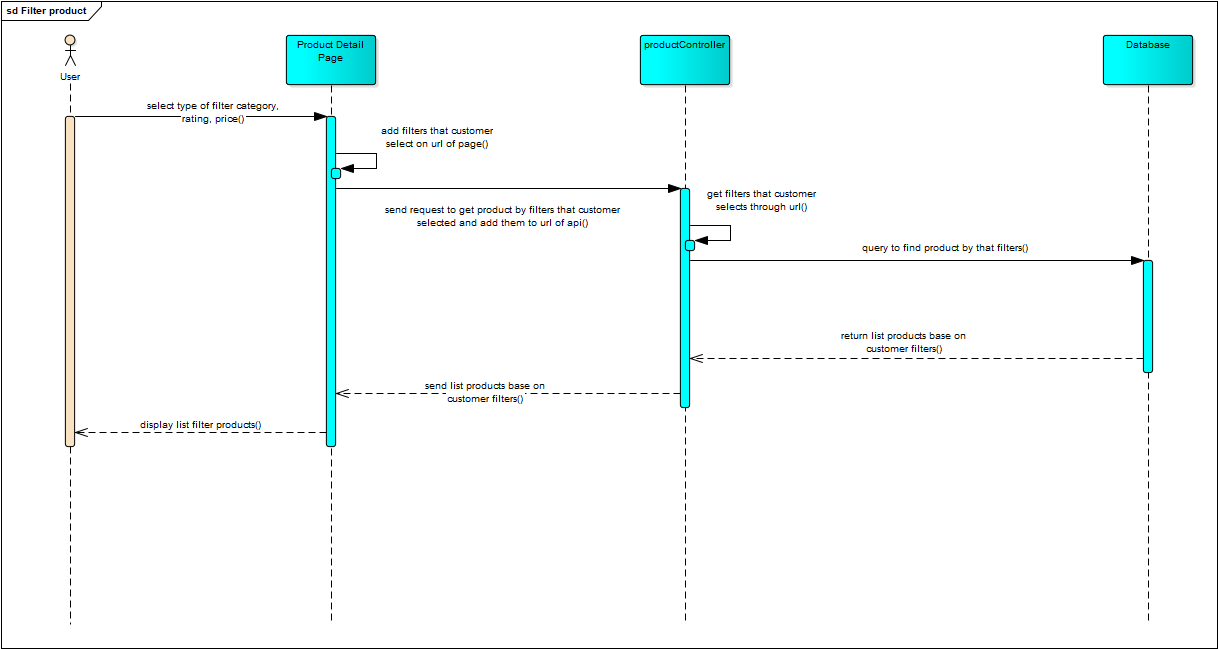 sd Filter product
User
Product Detail
Page
productController
Database
select type of filter category,
rating, price()
add filters that customer
select on url of page()
send request to get product by filters that customer
selected and add them to url of api()
get filters that customer
selects through url()
query to find product by that filters()
return list products base on
customer filters()
send list products base on
customer filters()
display list filter products()